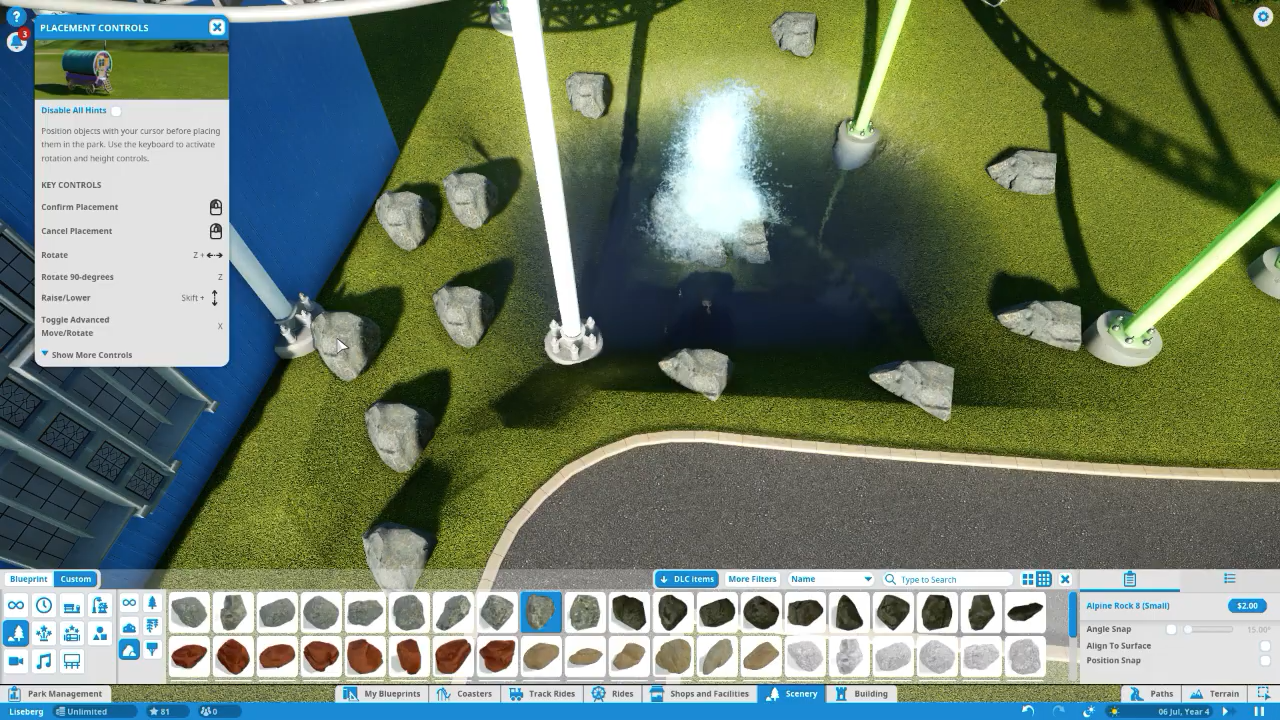 ?
3
PLACEMENT CONTROLS
Disable All Hints
Position objects with your cursor before placing
them in the park. Use the keyboard to activate
rotation and height controls.
KEY CONTROLS
Confirm Placement
Cancel Placement
Rotate Z +
Rotate 90-degrees Z
Raise/Lower Skift +
Toggle Advanced
Move/Rotate X
Show More Controls
Blueprint Custom
DLC items More Filters Name Type to Search
Alpine Rock 8 (Small) $2.00
Angle Snap 15.00°
Align To Surface
Position Snap
Park Management My Blueprints Coasters Track Rides Rides Shops and Facilities Scenery Building Paths Terrain
Liseberg Unlimited 81 0 06 Jul, Year 4